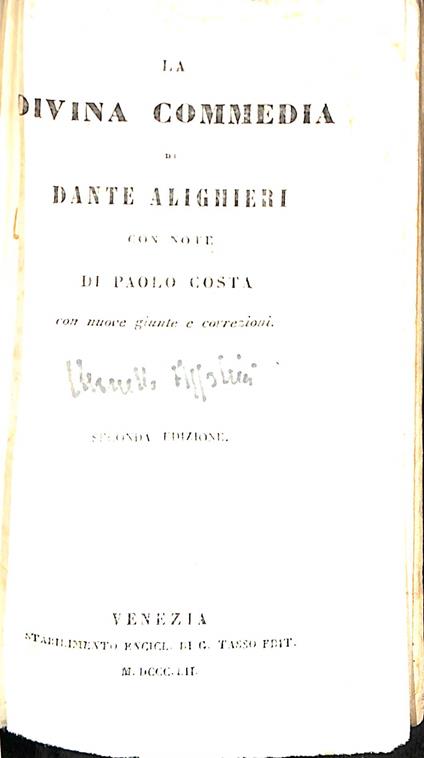 LA
DIVINA COMMEDIA
DI
DANTE ALIGHIERI
CON NOTE
DI PAOLO COSTA
con nuove giunte e correzioni.
SECONDA EDIZIONE.
VENEZIA
STABILIMENTO ENCICL. DI G. TASSO EDIT.
M. DCCC. LII.